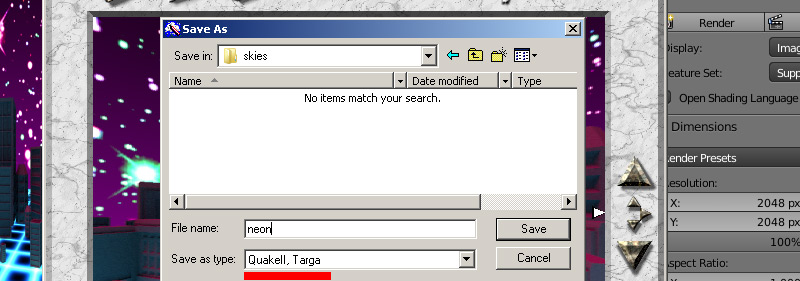 Save As
Save in: skies
Name Date modified Type
No items match your search.
File name: neon Save
Save as type: Quakell, Targa Cancel
Render
Display: Imag
eature Set: Supp
Open Shading Language
Dimensions
ender Presets
esolution:
X: 2048 px
Y: 2048 px
100%
Aspect Ratio: